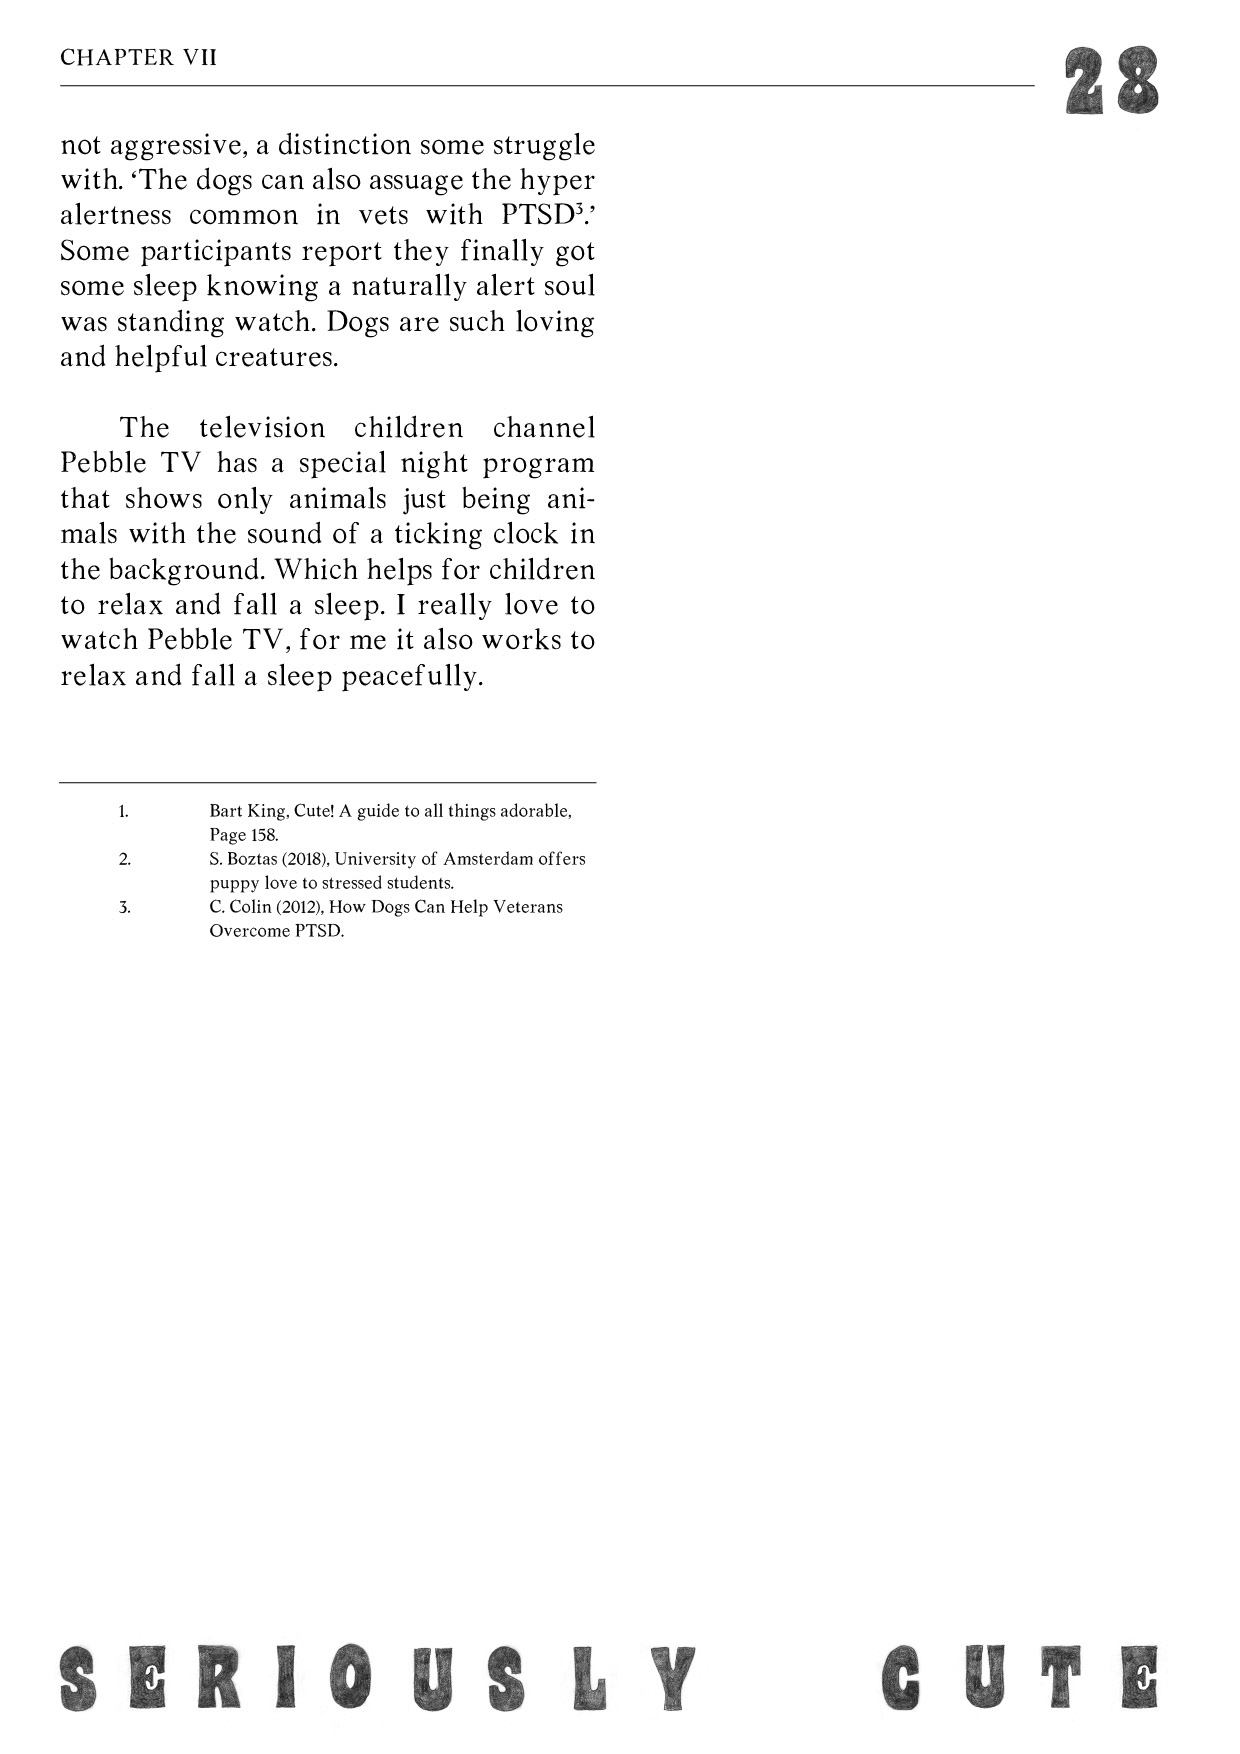 CHAPTER VII
28
not aggressive, a distinction some struggle
with. ‘The dogs can also assuage the hyper
alertness common in vets with PTSD³.’
Some participants report they finally got
some sleep knowing a naturally alert soul
was standing watch. Dogs are such loving
and helpful creatures.
The television children channel
Pebble TV has a special night program
that shows only animals just being ani-
mals with the sound of a ticking clock in
the background. Which helps for children
to relax and fall a sleep. I really love to
watch Pebble TV, for me it also works to
relax and fall a sleep peacefully.
1. Bart King, Cute! A guide to all things adorable,
Page 158.
2. S. Boztas (2018), University of Amsterdam offers
puppy love to stressed students.
3. C. Colin (2012), How Dogs Can Help Veterans
Overcome PTSD.
SERIOUSLY CUTE